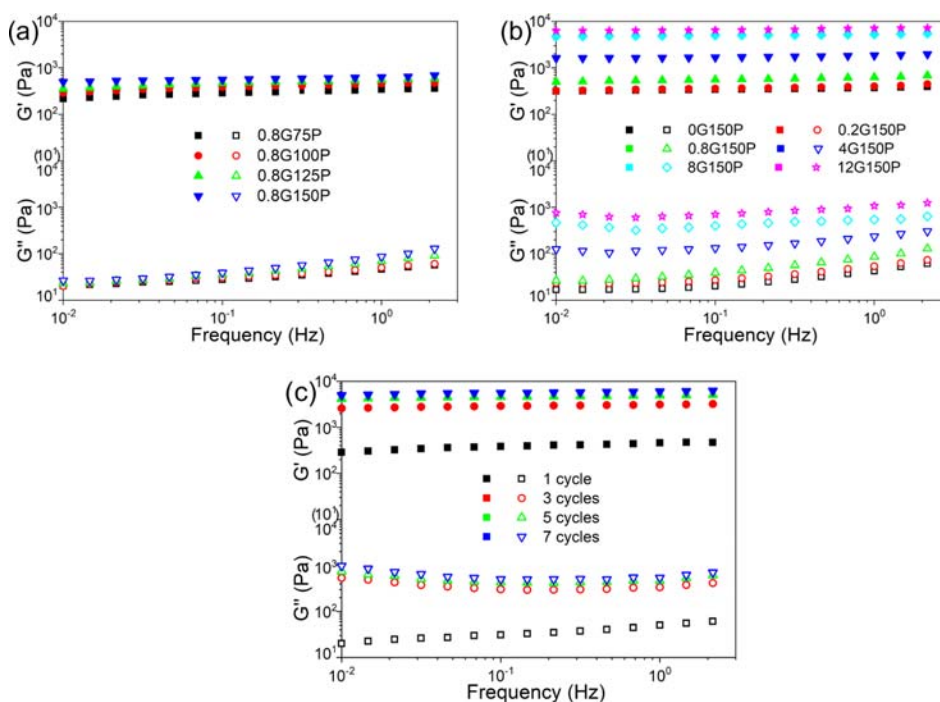 (a)
10⁴
10³
10²
(10¹)
10⁴
10³
10²
10¹
G' (Pa)
G'' (Pa)
0.8G75P
0.8G100P
0.8G125P
0.8G150P
10⁻² 10⁻¹ 10⁰
Frequency (Hz)
(b)
10⁴
10³
10²
(10¹)
10⁴
10³
10²
10¹
G' (Pa)
G'' (Pa)
0G150P 0.2G150P
0.8G150P 4G150P
8G150P 12G150P
10⁻² 10⁻¹ 10⁰
Frequency (Hz)
(c)
10⁴
10³
10²
(10¹)
10⁴
10³
10²
10¹
G' (Pa)
G'' (Pa)
1 cycle
3 cycles
5 cycles
7 cycles
10⁻² 10⁻¹ 10⁰
Frequency (Hz)